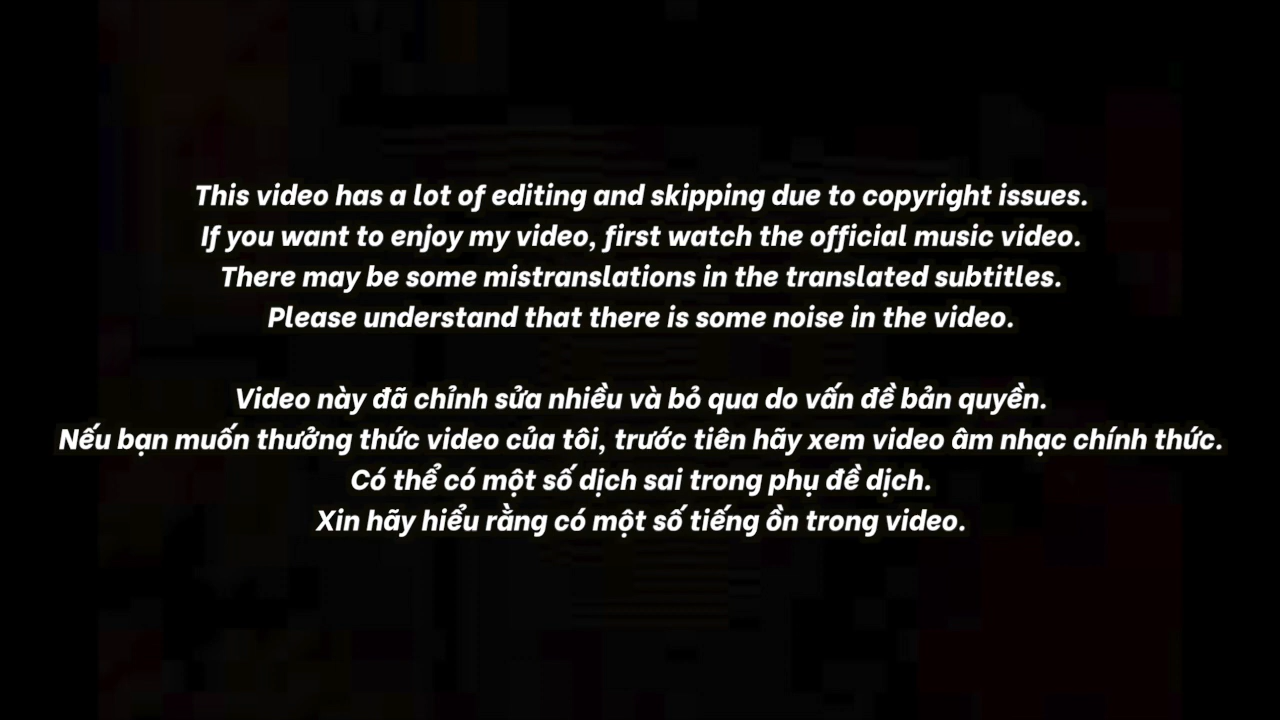 This video has a lot of editing and skipping due to copyright issues.
If you want to enjoy my video, first watch the official music video.
There may be some mistranslations in the translated subtitles.
Please understand that there is some noise in the video.
Video này đã chỉnh sửa nhiều và bỏ qua do vấn đề bản quyền.
Nếu bạn muốn thưởng thức video của tôi, trước tiên hãy xem video âm nhạc chính thức.
Có thể có một số dịch sai trong phụ đề dịch.
Xin hãy hiểu rằng có một số tiếng ồn trong video.